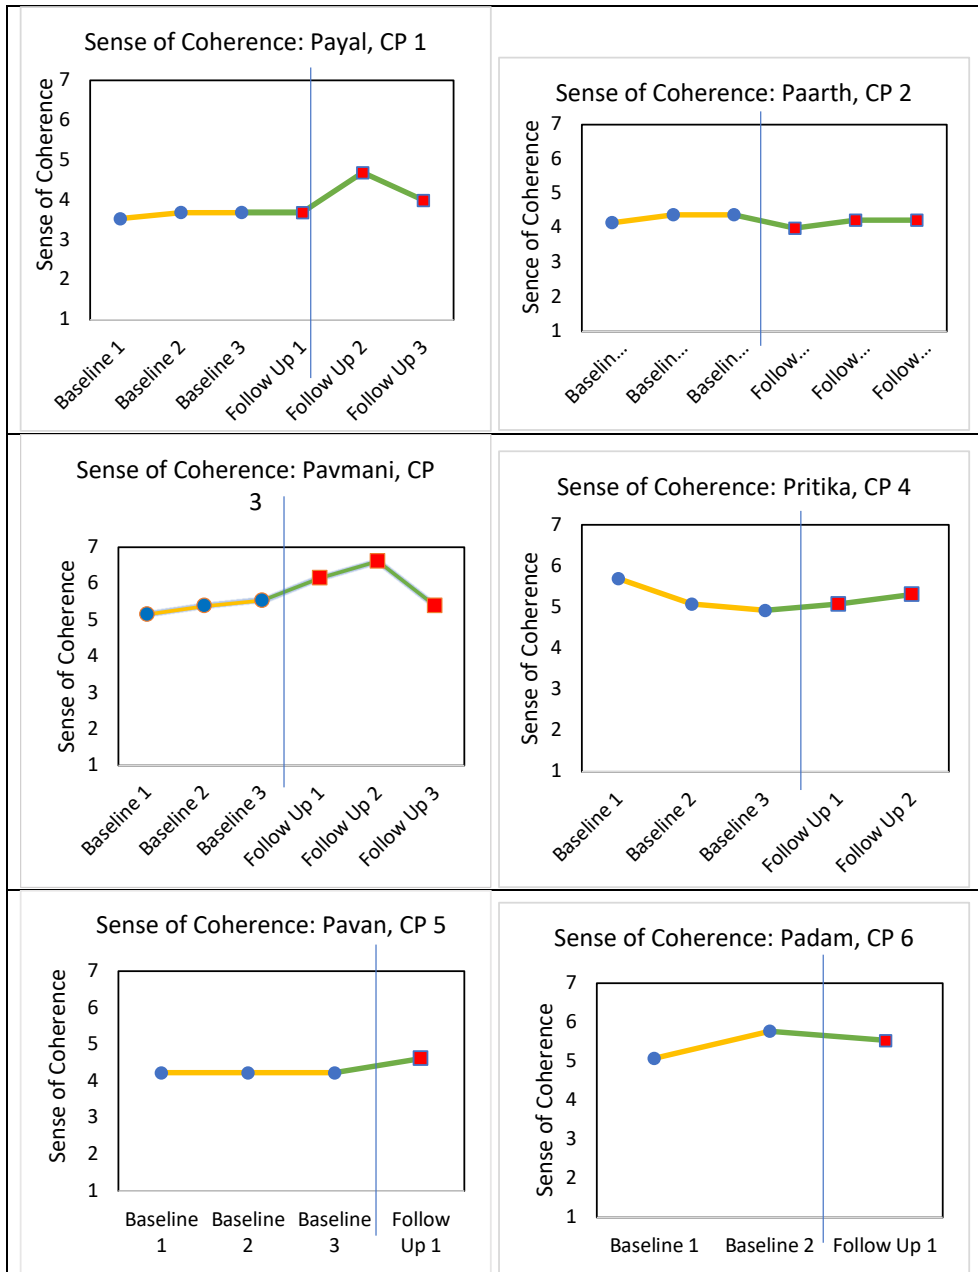 Sense of Coherence: Payal, CP 1
Sense of Coherence
7
6
5
4
3
2
1
Baseline 1
Baseline 2
Baseline 3
Follow Up 1
Follow Up 2
Follow Up 3
Sense of Coherence: Paarth, CP 2
Sence of Coherence
7
6
5
4
3
2
1
Baselin...
Baselin...
Baselin...
Follow...
Follow...
Follow...
Sense of Coherence: Pavmani, CP
3
Sense of Coherence
7
6
5
4
3
2
1
Baseline 1
Baseline 2
Baseline 3
Follow Up 1
Follow Up 2
Follow Up 3
Sense of Coherence: Pritika, CP 4
Sense of Coherence
7
6
5
4
3
2
1
Baseline 1
Baseline 2
Baseline 3
Follow Up 1
Follow Up 2
Sense of Coherence: Pavan, CP 5
Sense of Coherence
7
6
5
4
3
2
1
Baseline
1
Baseline
2
Baseline
3
Follow
Up 1
Sense of Coherence: Padam, CP 6
Sense of Coherence
7
6
5
4
3
2
1
Baseline 1
Baseline 2
Follow Up 1